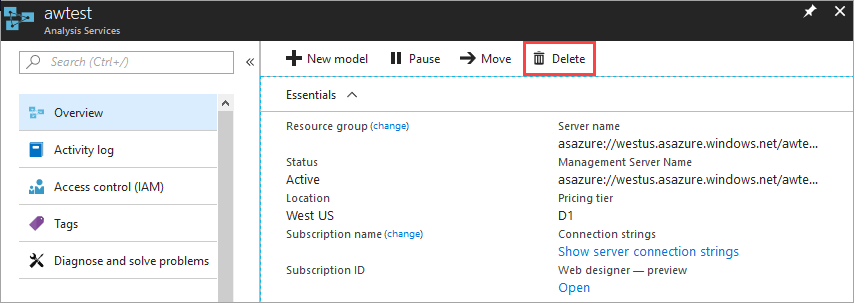 awtest
Analysis Services
Search (Ctrl+/)
Overview
Activity log
Access control (IAM)
Tags
Diagnose and solve problems
New model Pause Move Delete
Essentials
Resource group (change)
Status
Active
Location
West US
Subscription name (change)
Subscription ID
Server name
asazure://westus.asazure.windows.net/awte...
Management Server Name
asazure://westus.asazure.windows.net/awte...
Pricing tier
D1
Connection strings
Show server connection strings
Web designer — preview
Open